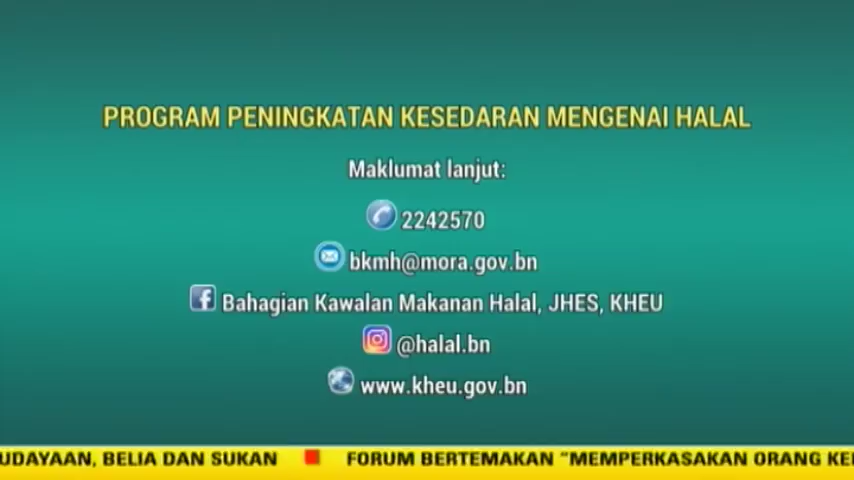 PROGRAM PENINGKATAN KESEDARAN MENGENAI HALAL
Maklumat lanjut:
2242570
bkmh@mora.gov.bn
Bahagian Kawalan Makanan Halal, JHES, KHEU
@halal.bn
www.kheu.gov.bn
UDAYAAN, BELIA DAN SUKAN FORUM BERTEMAKAN "MEMPERKASAKAN ORANG